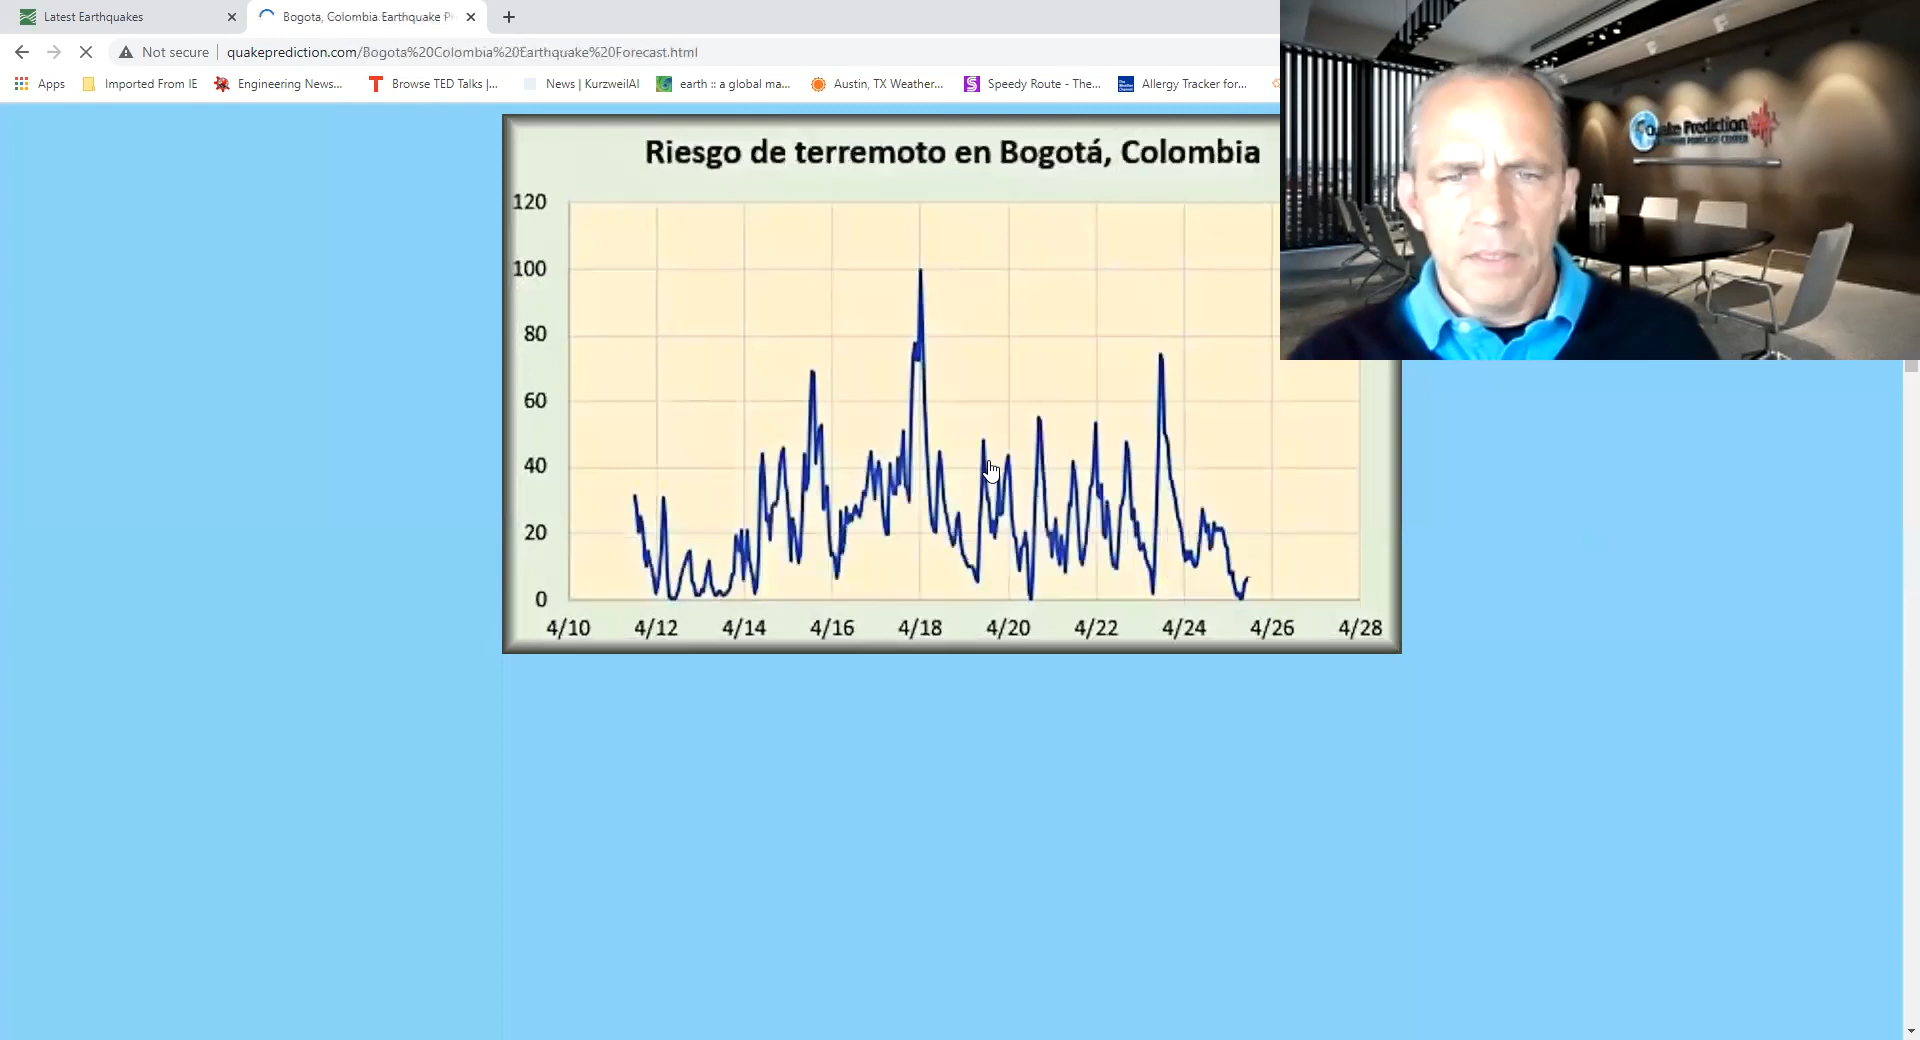 Latest Earthquakes
Bogota, Colombia Earthquake P
Not secure
quakeprediction.com/Bogota%20Colombia%20Earthquake%20Forecast.html
Apps
Imported From IE
Engineering News...
Browse TED Talks |...
News | KurzweilAI
earth :: a global ma...
Austin, TX Weather...
Speedy Route - The...
Allergy Tracker for...
Quake Prediction
Riesgo de terremoto en Bogotá, Colombia
120
100
80
60
40
20
0
4/10 4/12 4/14 4/16 4/18 4/20 4/22 4/24 4/26 4/28